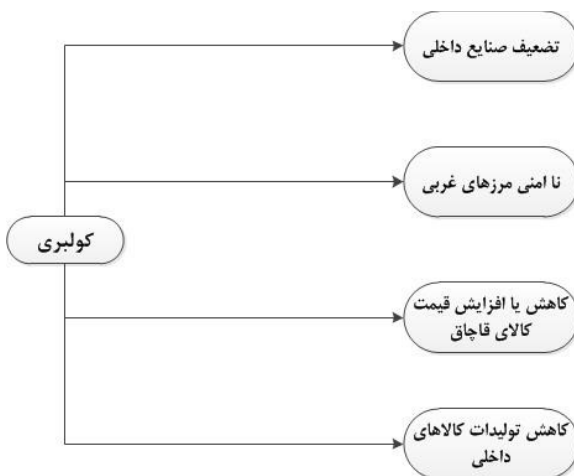 تضعیف صنایع داخلی
نا امنی مرزهای غربی
کولبری
کاهش یا افزایش قیمت
کالای قاچاق
کاهش تولیدات کالاهای
داخلی